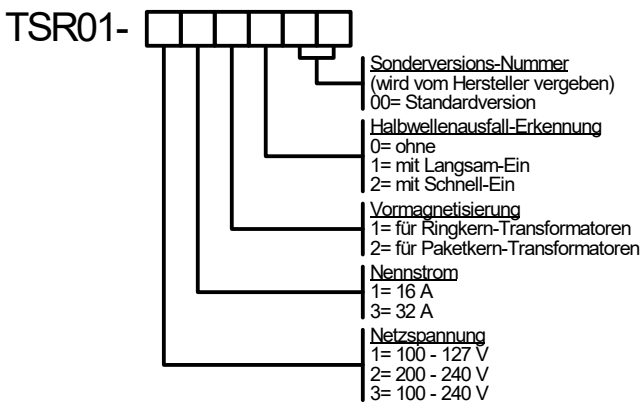 TSR01-
Sonderversions-Nummer
(wird vom Hersteller vergeben)
00= Standardversion
Halbwellenausfall-Erkennung
0= ohne
1= mit Langsam-Ein
2= mit Schnell-Ein
Vormagnetisierung
1= für Ringkern-Transformatoren
2= für Paketkern-Transformatoren
Nennstrom
1= 16 A
3= 32 A
Netzspannung
1= 100 - 127 V
2= 200 - 240 V
3= 100 - 240 V